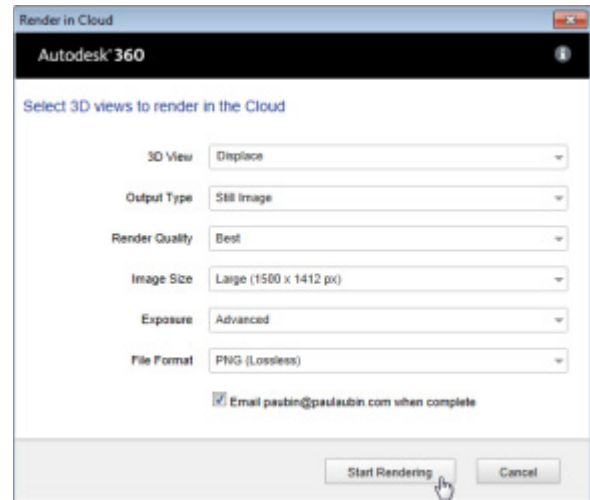 Render in Cloud
Autodesk® 360
Select 3D views to render in the Cloud
3D View Displace
Output Type Still Image
Render Quality Best
Image Size Large (1500 x 1412 px)
Exposure Advanced
File Format PNG (Lossless)
Email paubin@paulaubin.com when complete
Start Rendering Cancel